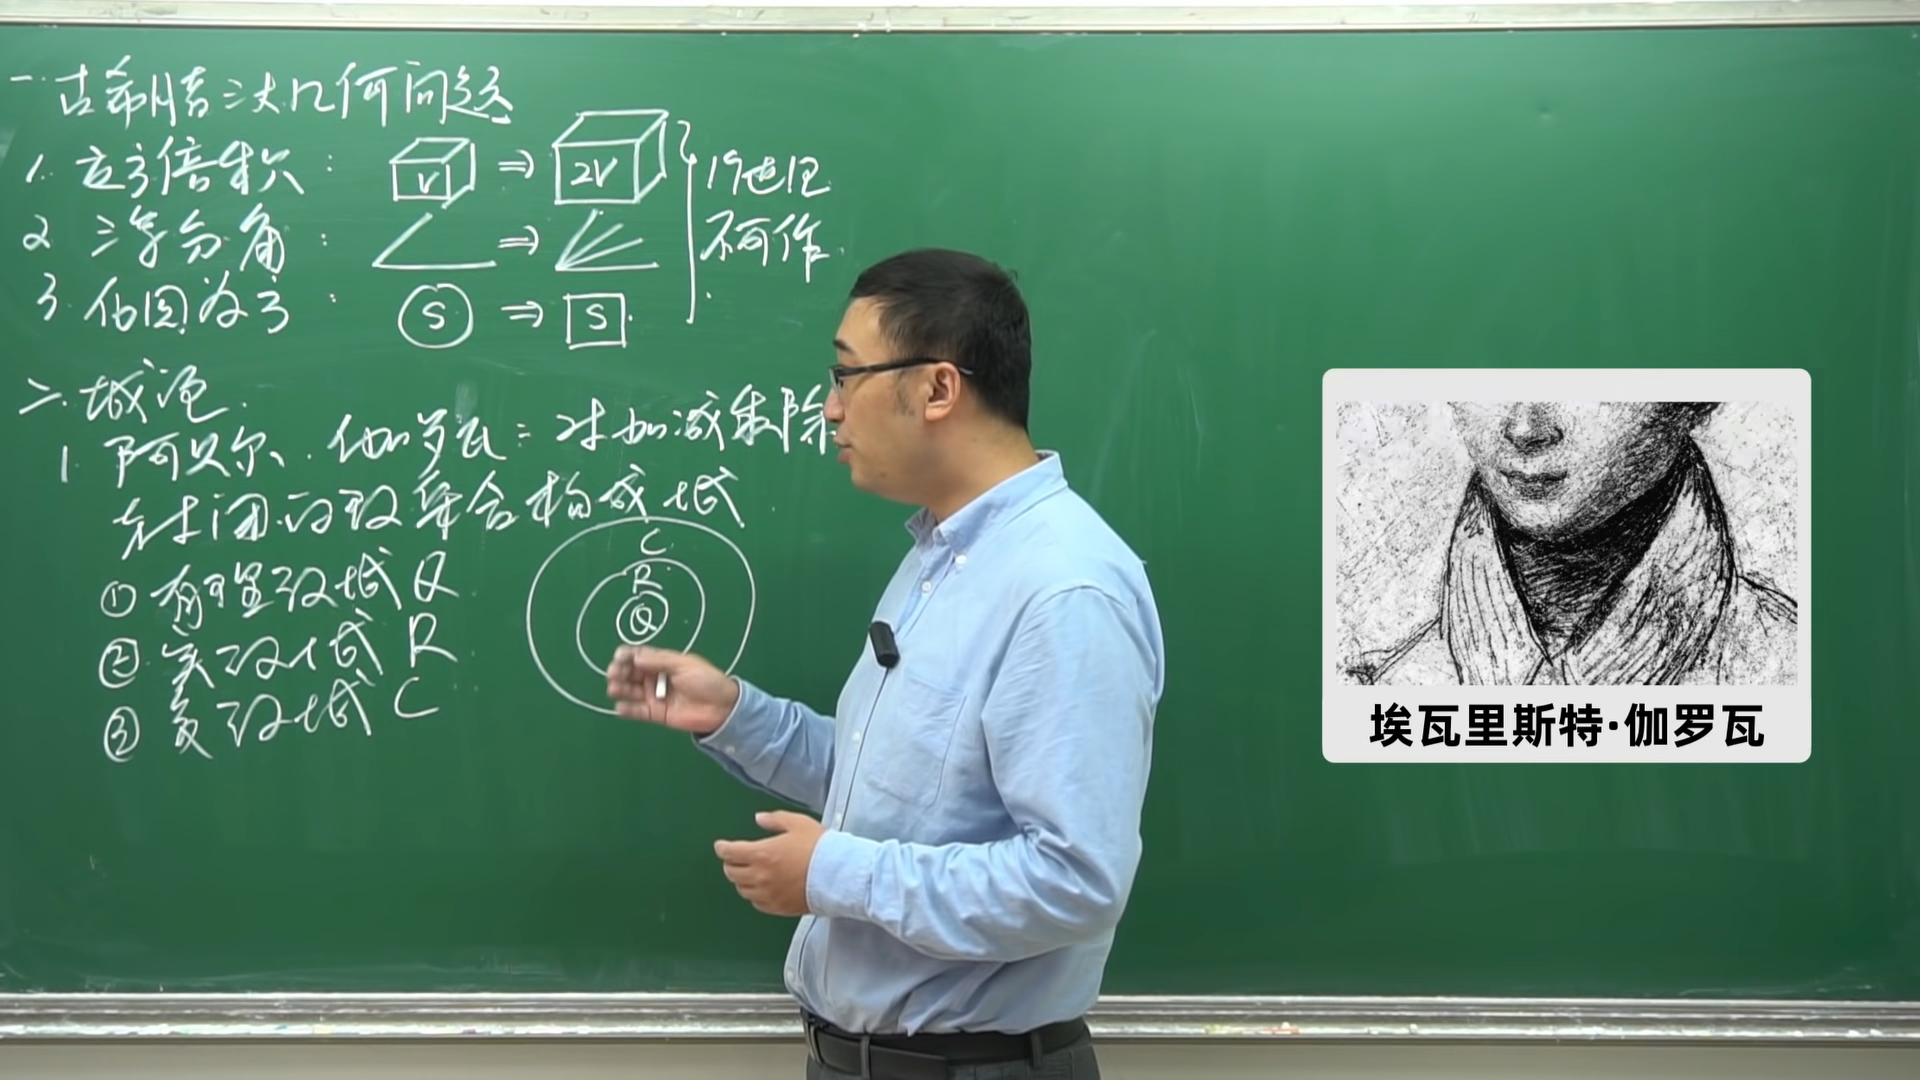 一.古希腊三大几何问题
1. 立方倍积: V ⇒ 2V
2 三等分角: ⇒
3. 化圆为方: S ⇒ S.
19世纪
不可作.
二.域论.
1. 阿贝尔.伽罗瓦:对加减乘除
封闭的数集合构成域.
① 有理数域 Q
② 实数域 R
③ 复数域 C
C
R
Q
埃瓦里斯特·伽罗瓦